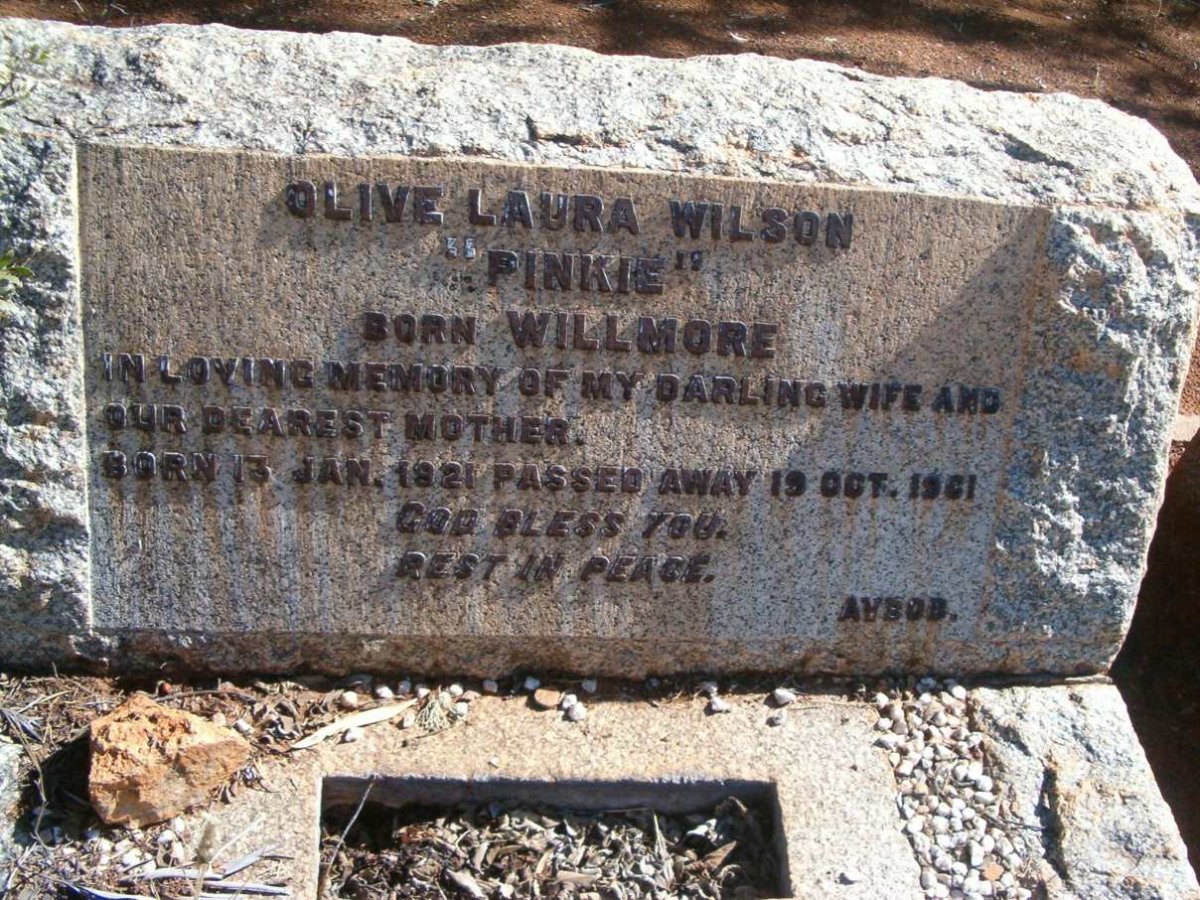 OLIVE LAURA WILSON
"PINKIE"
BORN WILLMORE
IN LOVING MEMORY OF MY DARLING WIFE AND
OUR DEAREST MOTHER.
BORN 13 JAN. 1921 PASSED AWAY 19 OCT. 1961
GOD BLESS YOU.
REST IN PEACE.